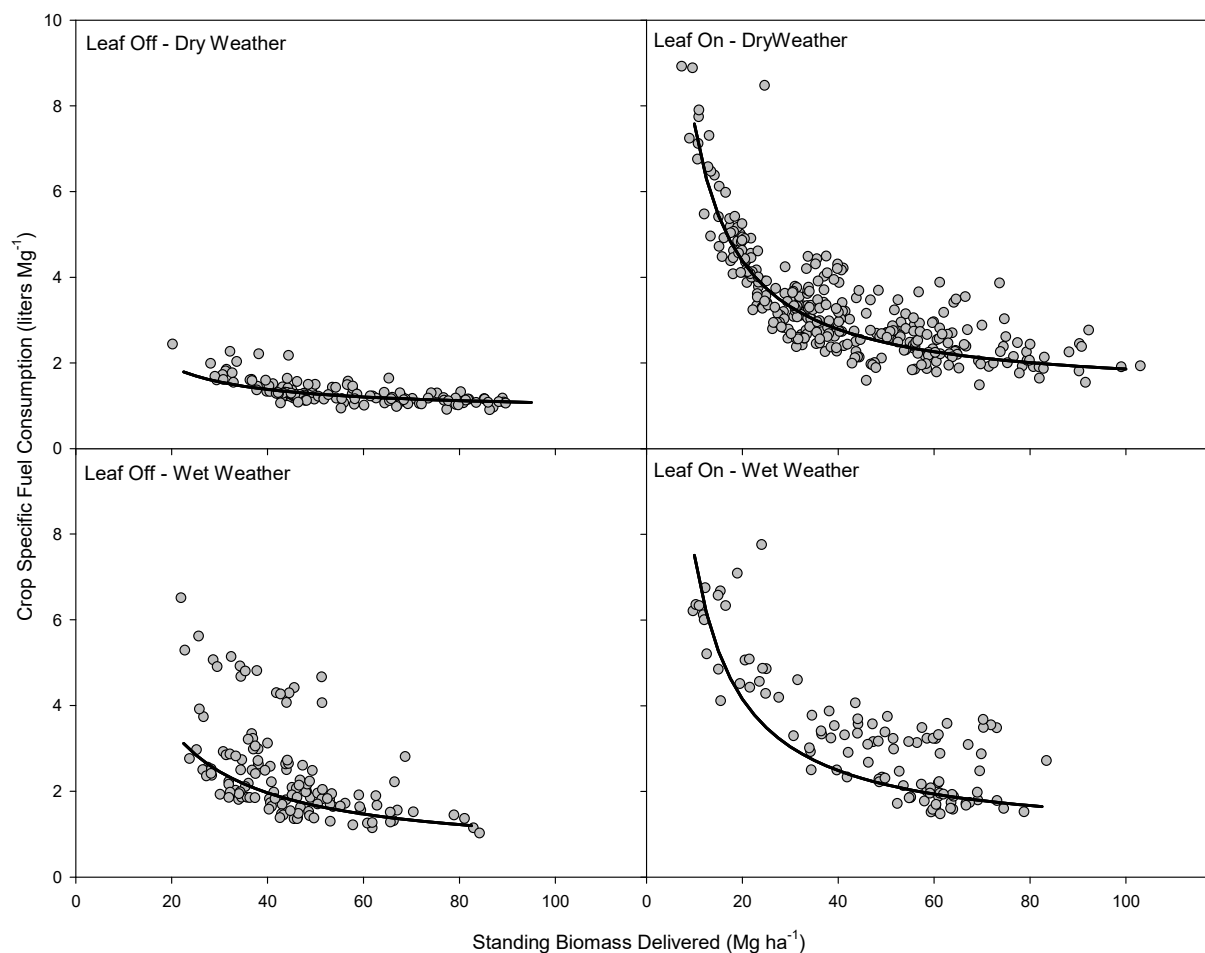 10
Leaf Off - Dry Weather
Leaf On - DryWeather
8
6
4
2
0
Leaf Off - Wet Weather
Leaf On - Wet Weather
8
6
4
2
0
Crop Specific Fuel Consumption (liters Mg⁻¹)
0 20 40 60 80 100 0 20 40 60 80 100
Standing Biomass Delivered (Mg ha⁻¹)